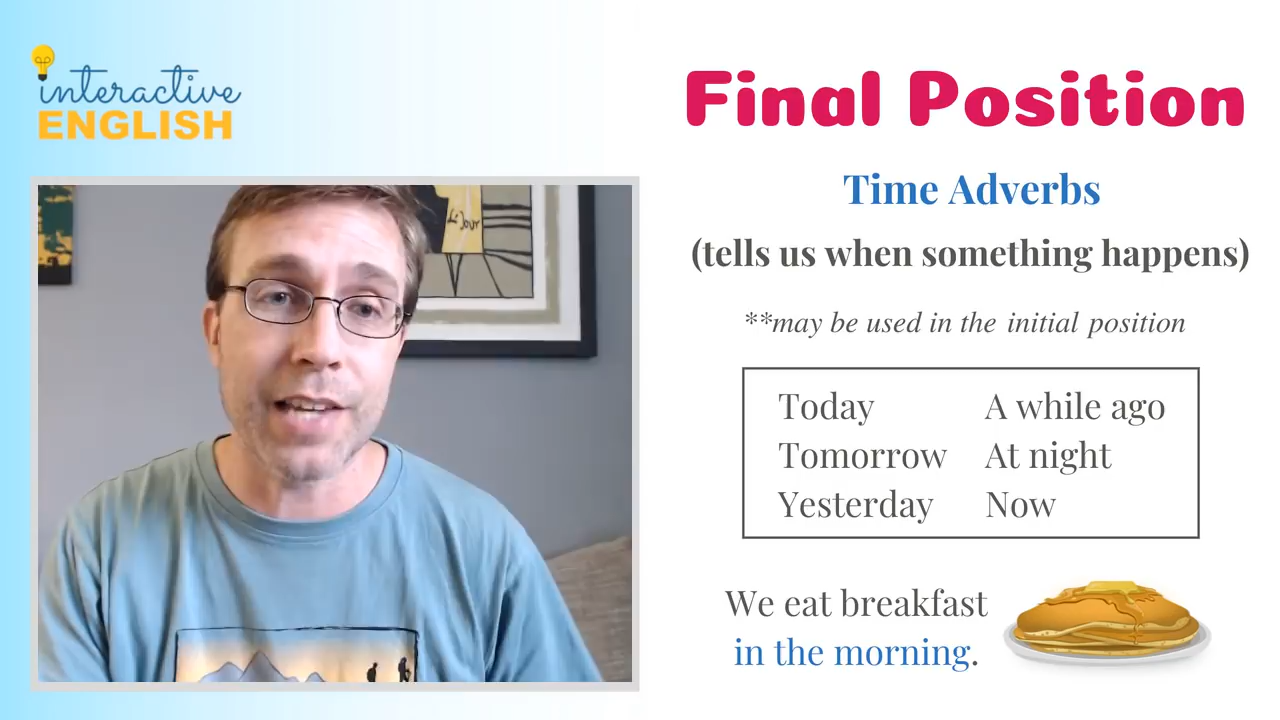 interactive
ENGLISH
Final Position
Time Adverbs
(tells us when something happens)
**may be used in the initial position
Today
A while ago
Tomorrow
At night
Yesterday
Now
We eat breakfast
in the morning.